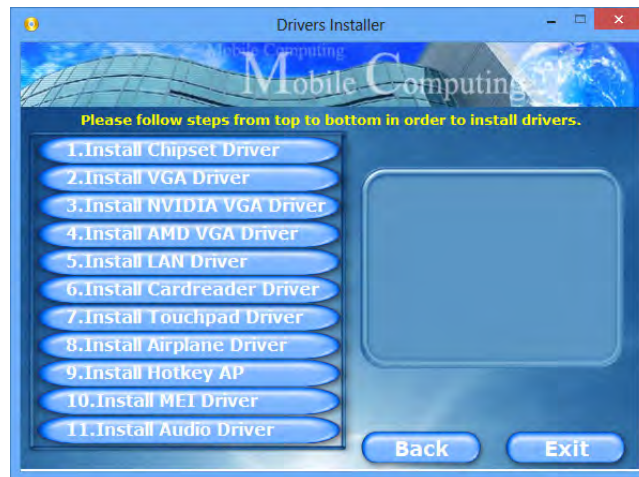 Drivers Installer
Mobile Computing
Mobile Computing
Please follow steps from top to bottom in order to install drivers.
1.Install Chipset Driver
2.Install VGA Driver
3.Install NVIDIA VGA Driver
4.Install AMD VGA Driver
5.Install LAN Driver
6.Install Cardreader Driver
7.Install Touchpad Driver
8.Install Airplane Driver
9.Install Hotkey AP
10.Install MEI Driver
11.Install Audio Driver
Back
Exit